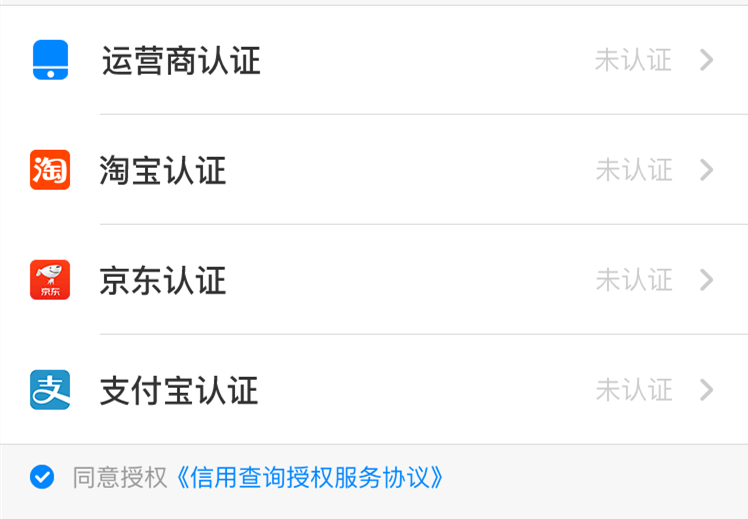 运营商认证 未认证
淘 淘宝认证 未认证
京东 京东认证 未认证
支 支付宝认证 未认证
同意授权《信用查询授权服务协议》